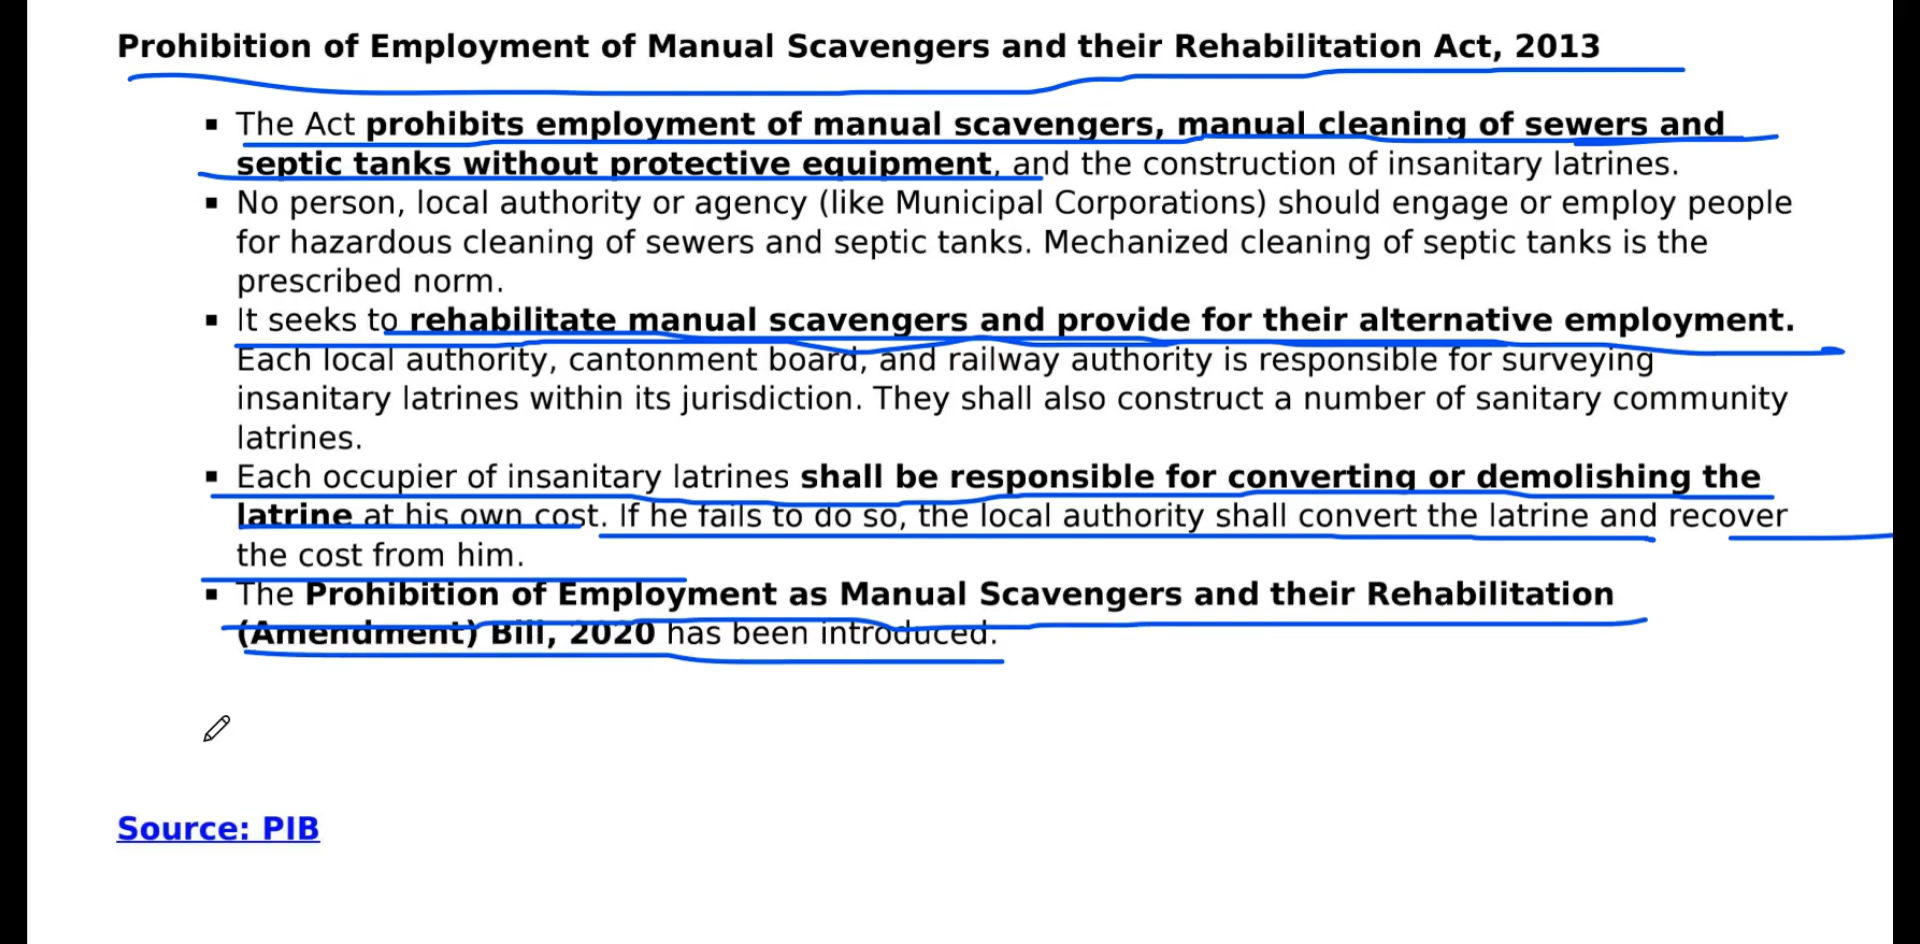 Prohibition of Employment of Manual Scavengers and their Rehabilitation Act, 2013
▪ The Act prohibits employment of manual scavengers, manual cleaning of sewers and
septic tanks without protective equipment, and the construction of insanitary latrines.
▪ No person, local authority or agency (like Municipal Corporations) should engage or employ people
for hazardous cleaning of sewers and septic tanks. Mechanized cleaning of septic tanks is the
prescribed norm.
▪ It seeks to rehabilitate manual scavengers and provide for their alternative employment.
Each local authority, cantonment board, and railway authority is responsible for surveying
insanitary latrines within its jurisdiction. They shall also construct a number of sanitary community
latrines.
▪ Each occupier of insanitary latrines shall be responsible for converting or demolishing the
latrine at his own cost. If he fails to do so, the local authority shall convert the latrine and recover
the cost from him.
▪ The Prohibition of Employment as Manual Scavengers and their Rehabilitation
(Amendment) Bill, 2020 has been introduced.
Source: PIB